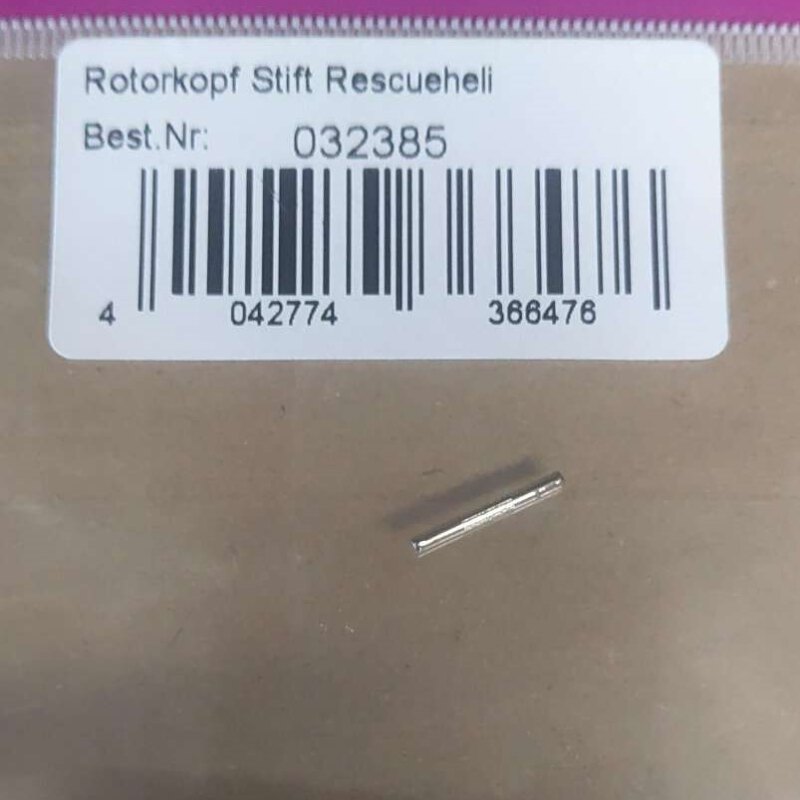 Rotorkopf Stift Rescueheli
Best.Nr: 032385
4 042774 366476